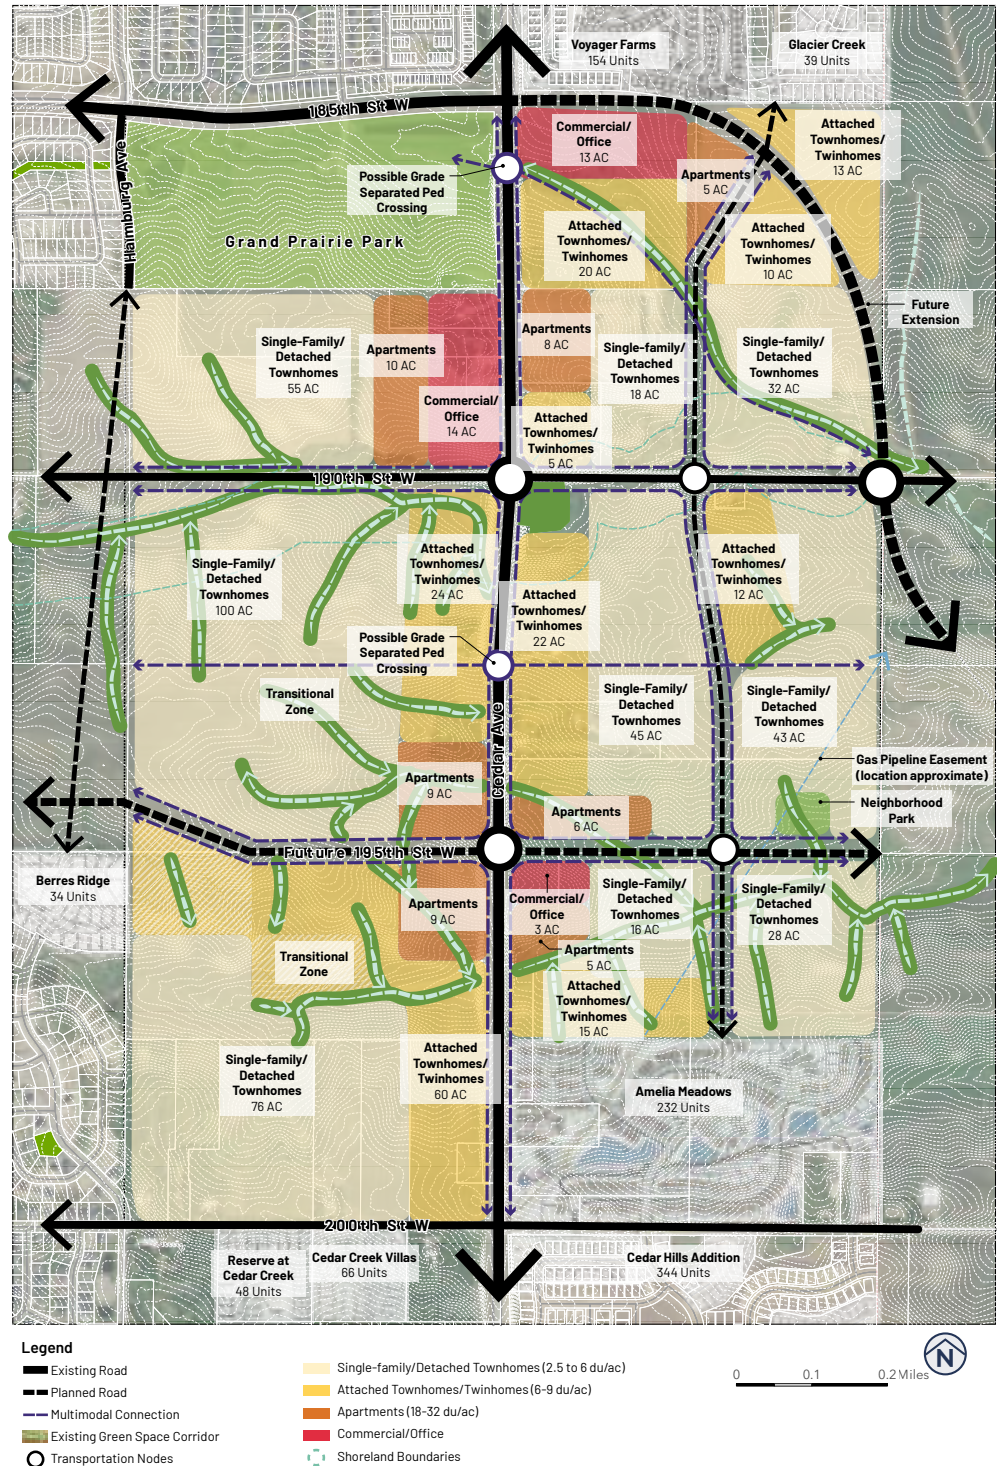 Voyager Farms
154 Units
Glacier Creek
39 Units
185th St W
Hamburg Ave
Commercial/
Office
13 AC
Attached
Townhomes/
Twinhomes
13 AC
Apartments
5 AC
Possible Grade
Separated Ped
Crossing
Grand Prairie Park
Attached
Townhomes/
Twinhomes
20 AC
Attached
Townhomes/
Twinhomes
10 AC
Future
Extension
Single-Family/
Detached
Townhomes
55 AC
Apartments
10 AC
Apartments
8 AC
Single-family/
Detached
Townhomes
18 AC
Single-family/
Detached
Townhomes
32 AC
Commercial/
Office
14 AC
Attached
Townhomes/
Twinhomes
5 AC
190th St W
Single-Family/
Detached
Townhomes
100 AC
Attached
Townhomes/
Twinhomes
24 AC
Attached
Townhomes/
Twinhomes
22 AC
Attached
Townhomes/
Twinhomes
12 AC
Possible Grade
Separated Ped
Crossing
Transitional
Zone
Cedar Ave
Single-Family/
Detached
Townhomes
45 AC
Single-Family/
Detached
Townhomes
43 AC
Gas Pipeline Easement
(location approximate)
Apartments
9 AC
Neighborhood
Park
Apartments
6 AC
Future 195th St W
Berres Ridge
34 Units
Apartments
9 AC
Commercial/
Office
3 AC
Single-Family/
Detached
Townhomes
16 AC
Single-Family/
Detached
Townhomes
28 AC
Apartments
5 AC
Transitional
Zone
Attached
Townhomes/
Twinhomes
15 AC
Single-family/
Detached
Townhomes
76 AC
Attached
Townhomes/
Twinhomes
60 AC
Amelia Meadows
232 Units
200th St W
Reserve at
Cedar Creek
48 Units
Cedar Creek Villas
66 Units
Cedar Hills Addition
344 Units
Legend
Existing Road
Planned Road
Multimodal Connection
Existing Green Space Corridor
Transportation Nodes
Single-family/Detached Townhomes (2.5 to 6 du/ac)
Attached Townhomes/Twinhomes (6-9 du/ac)
Apartments (18-32 du/ac)
Commercial/Office
Shoreland Boundaries
0 0.1 0.2 Miles
N